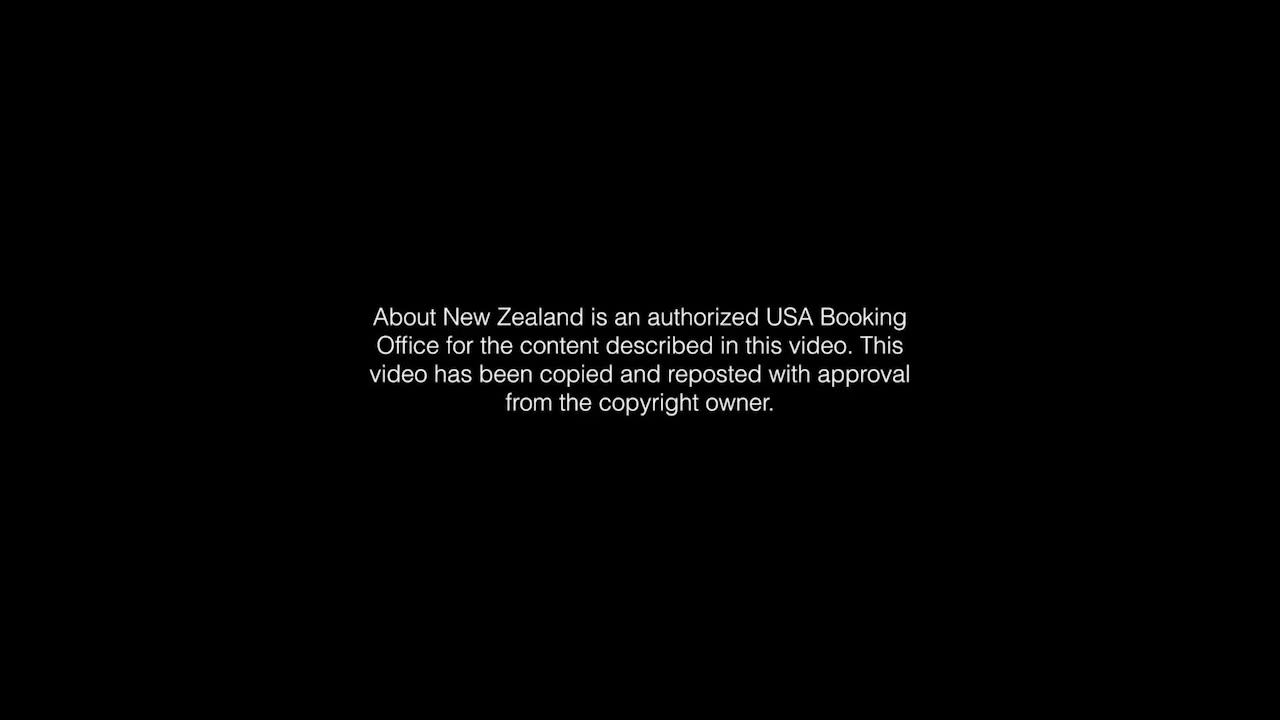 About New Zealand is an authorized USA Booking
Office for the content described in this video. This
video has been copied and reposted with approval
from the copyright owner.